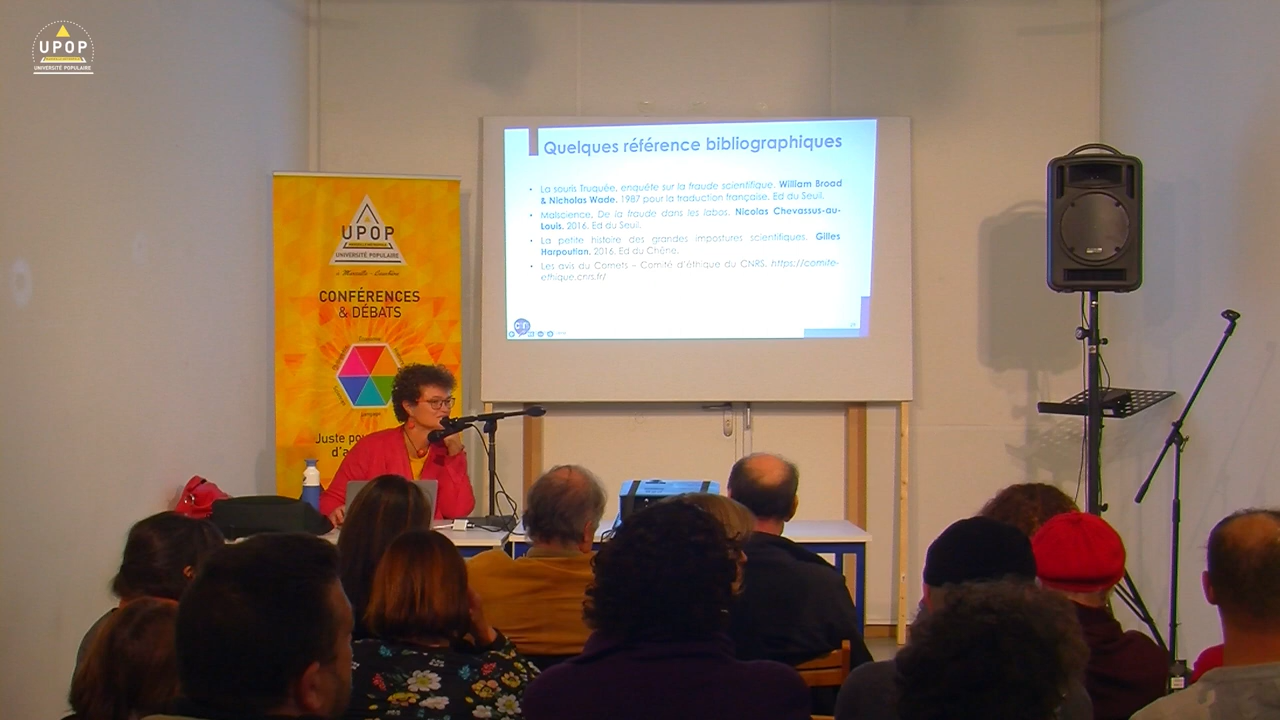 UPOP
UNIVERSITÉ POPULAIRE
Quelques référence bibliographiques
• La souris Truquée, enquête sur la fraude scientifique. William Broad
& Nicholas Wade, 1987 pour la traduction française. Ed du Seuil.
• Malscience, De la fraude dans les labos. Nicolas Chevassus-au-
Louis, 2016, Ed du Seuil.
• La petite histoire des grandes impostures scientifiques. Gilles
Harpoutian, 2016, Ed du Chêne.
• Les avis du Comets – Comité d'éthique du CNRS. https://comite-
ethique.cnrs.fr/
UPOP
UNIVERSITÉ POPULAIRE
CONFÉRENCES
& DÉBATS
Juste po
d'a